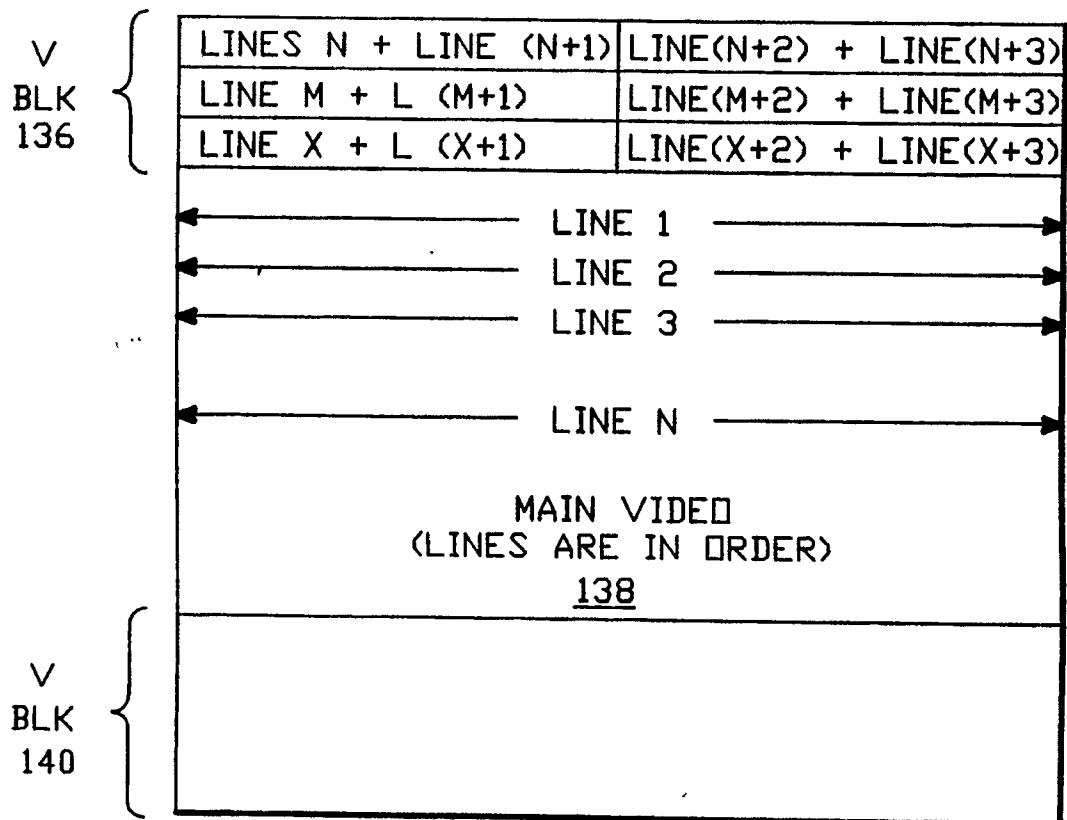 V
BLK
136
LINES N + LINE (N+1) LINE(N+2) + LINE(N+3)
LINE M + L (M+1) LINE(M+2) + LINE(M+3)
LINE X + L (X+1) LINE(X+2) + LINE(X+3)
LINE 1
LINE 2
LINE 3
LINE N
MAIN VIDEO
(LINES ARE IN ORDER)
138
V
BLK
140